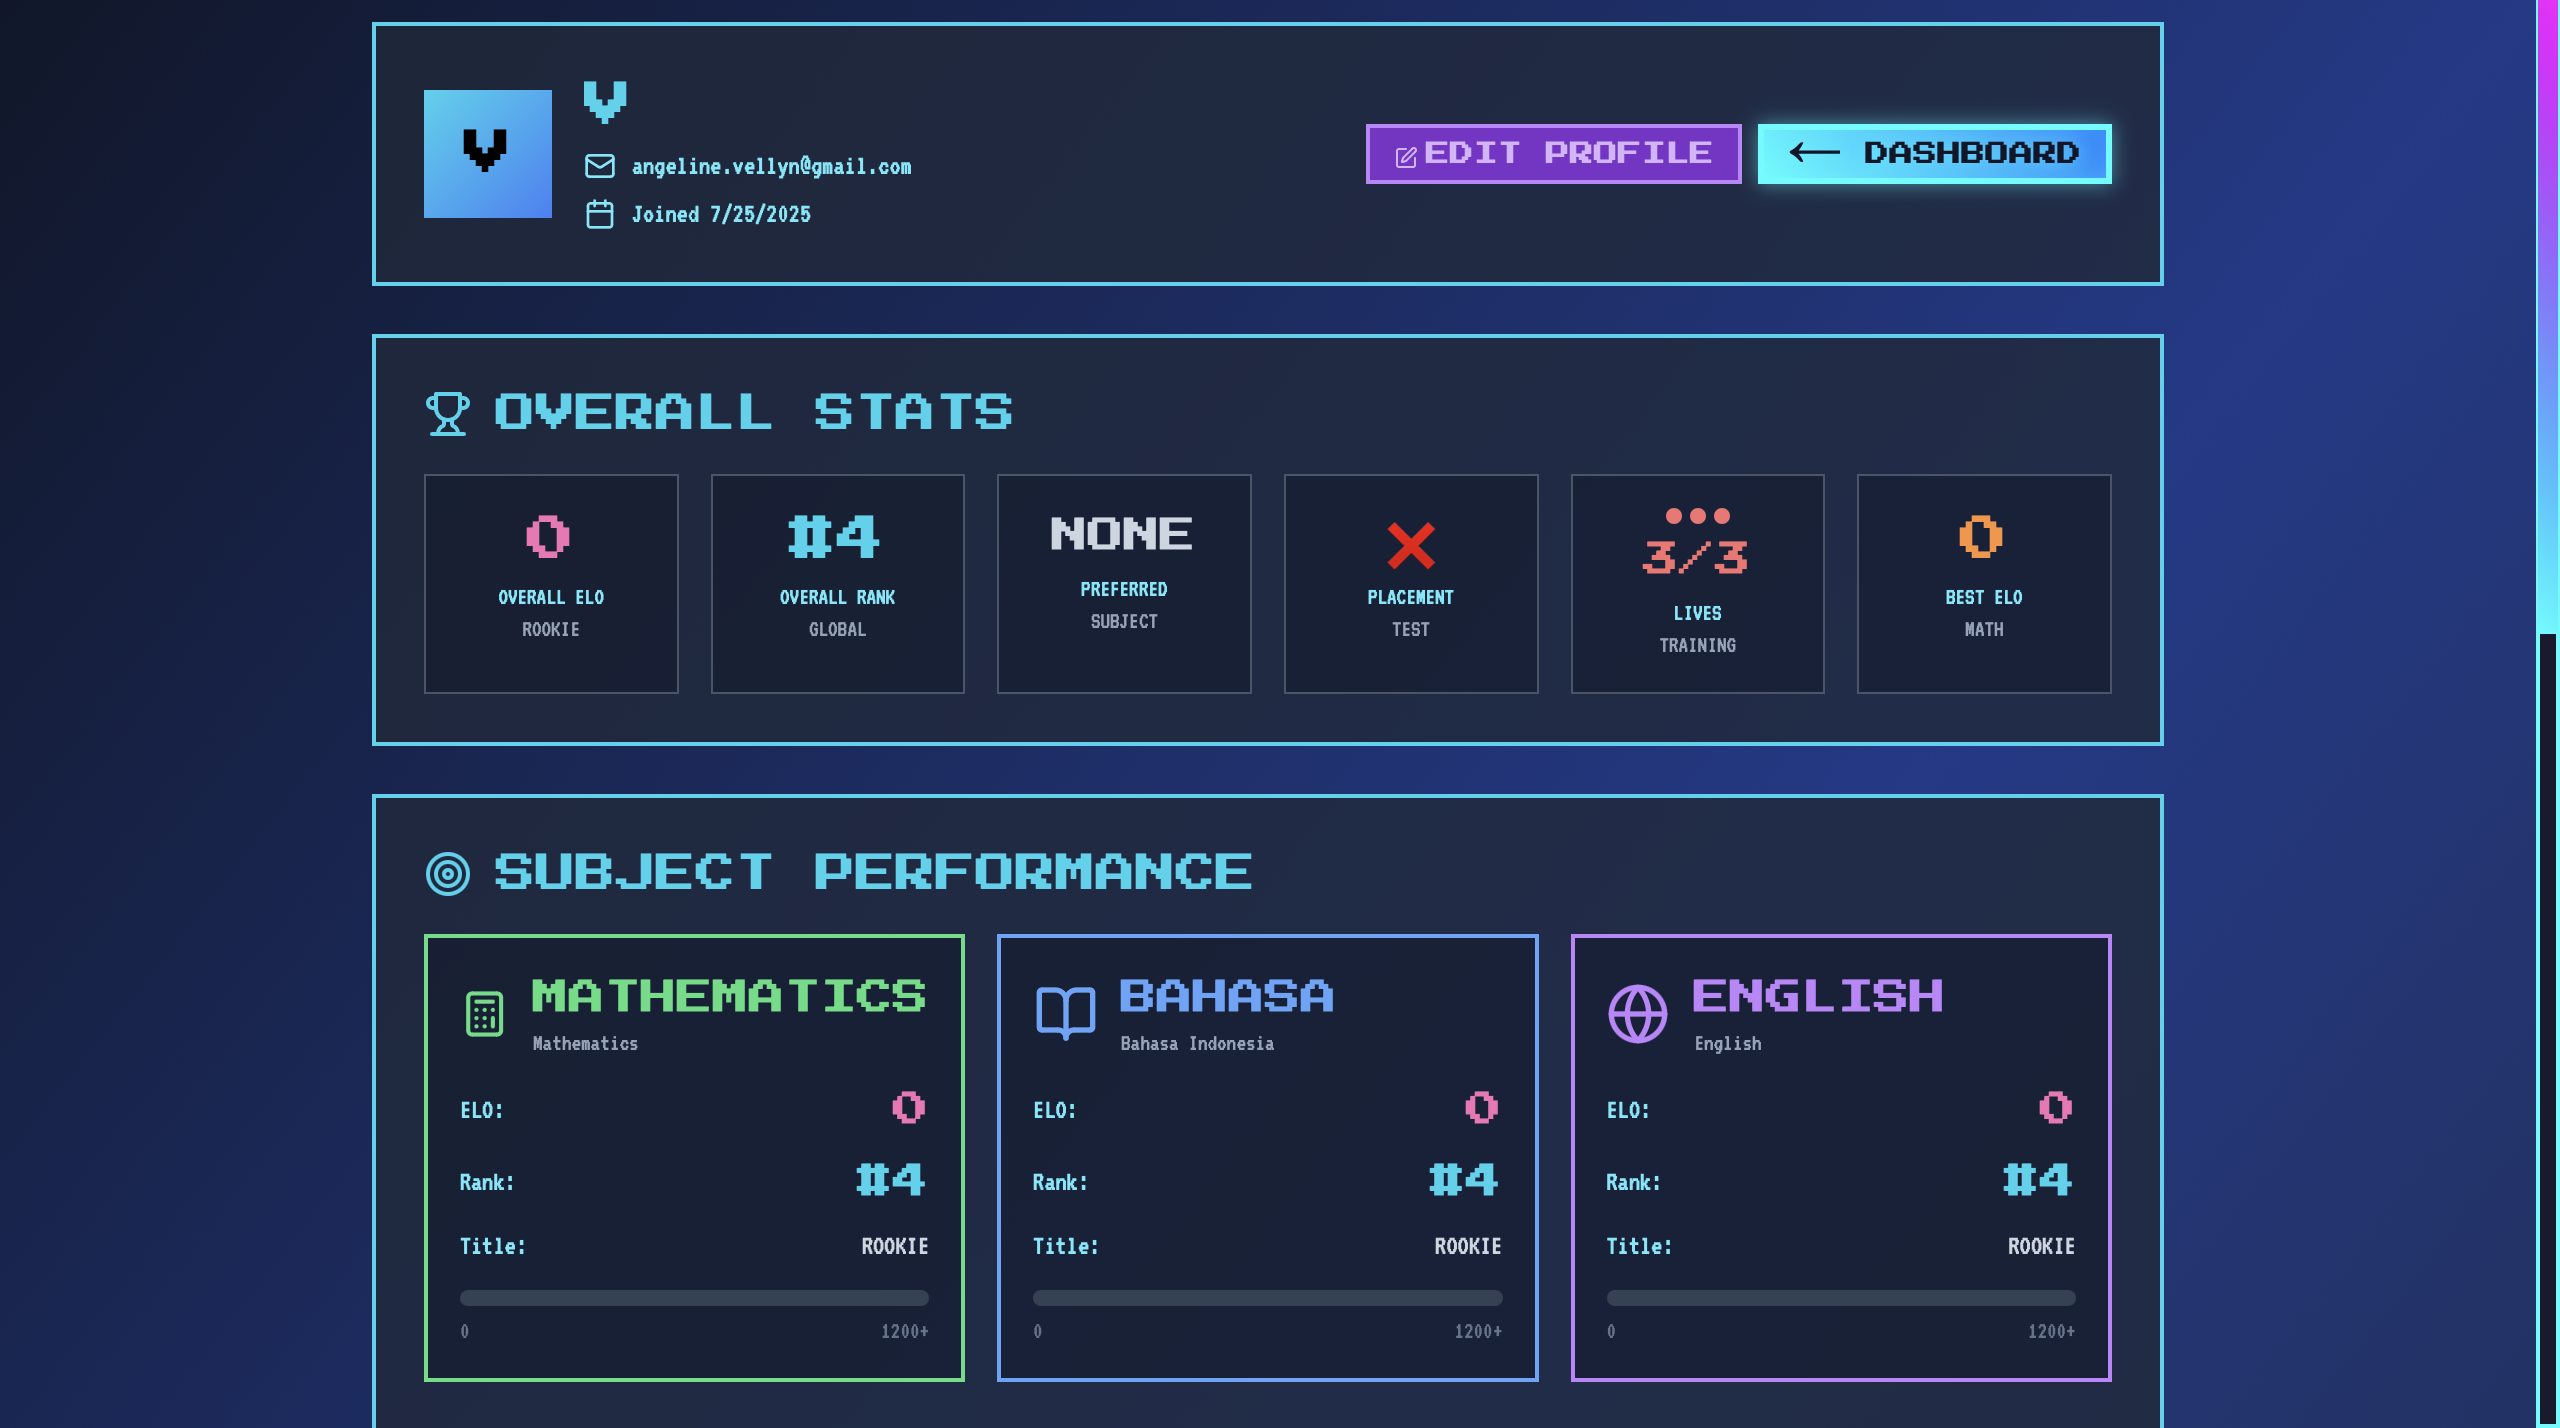 V
V
angeline.vellyn@gmail.com
Joined 7/25/2025
EDIT PROFILE
← DASHBOARD
OVERALL STATS
0
OVERALL ELO
ROOKIE
#4
OVERALL RANK
GLOBAL
NONE
PREFERRED
SUBJECT
PLACEMENT
TEST
3/3
LIVES
TRAINING
0
BEST ELO
MATH
SUBJECT PERFORMANCE
MATHEMATICS
Mathematics
ELO: 0
Rank: #4
Title: ROOKIE
0 1200+
BAHASA
Bahasa Indonesia
ELO: 0
Rank: #4
Title: ROOKIE
0 1200+
ENGLISH
English
ELO: 0
Rank: #4
Title: ROOKIE
0 1200+